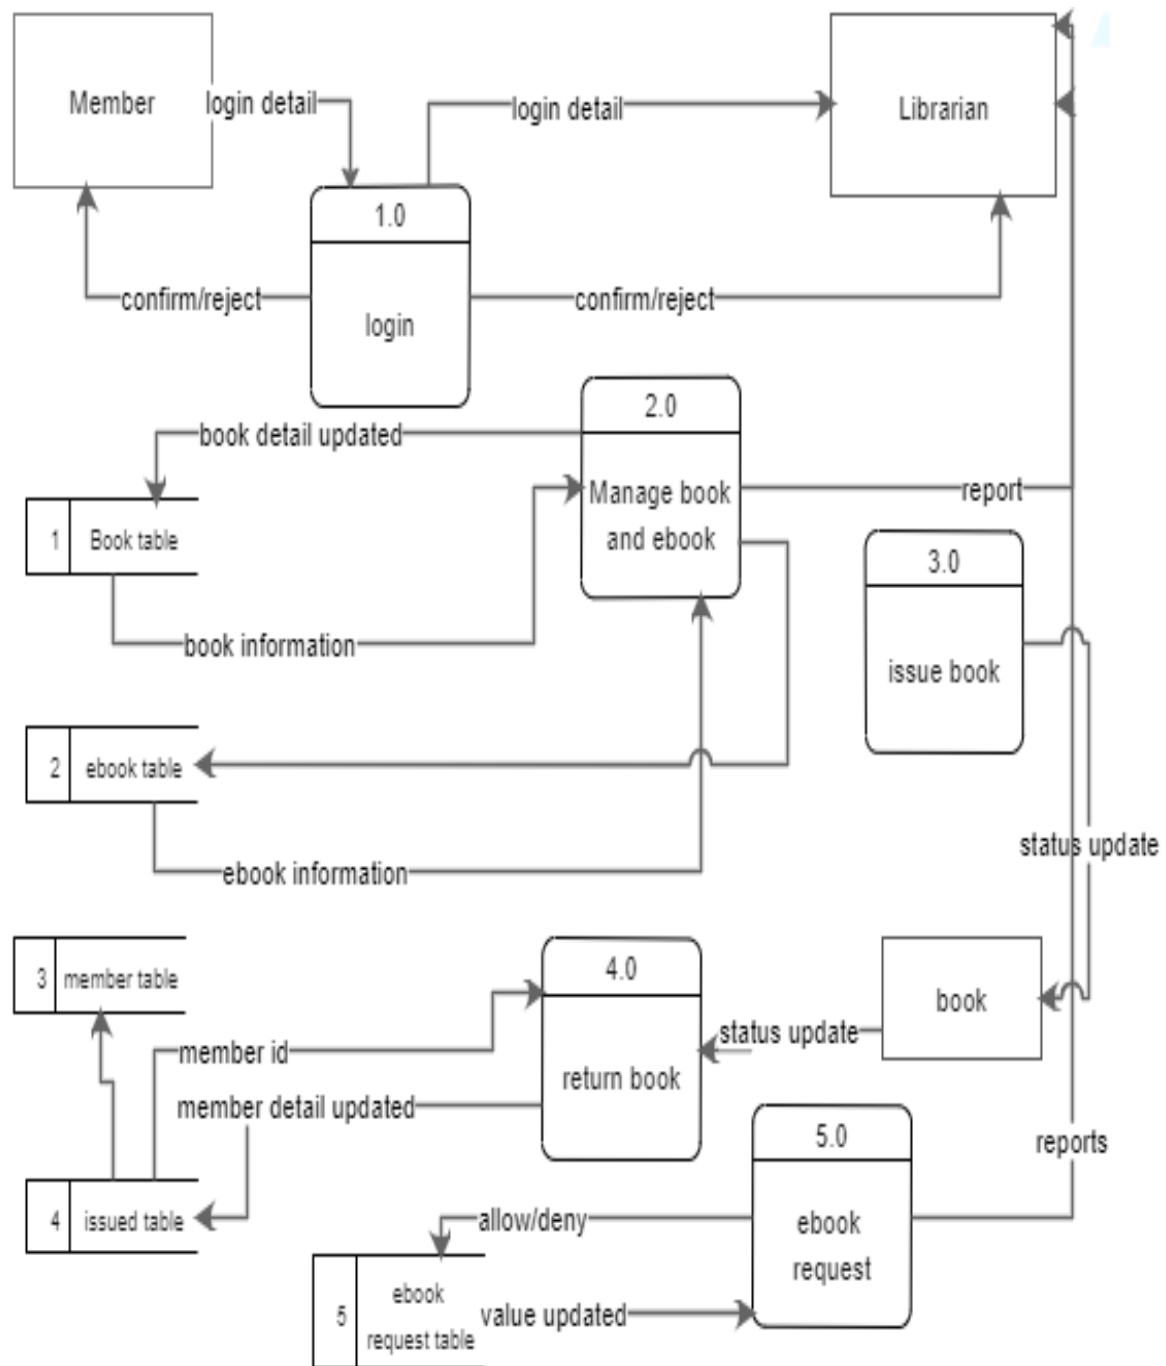 Member
login detail
login detail
Librarian
1.0
login
confirm/reject
confirm/reject
2.0
Manage book
and ebook
book detail updated
report
1
Book table
3.0
issue book
book information
2
ebook table
status update
ebook information
3
member table
4.0
return book
book
status update
member id
member detail updated
5.0
ebook
request
reports
4
issued table
allow/deny
5
ebook
request table
value updated